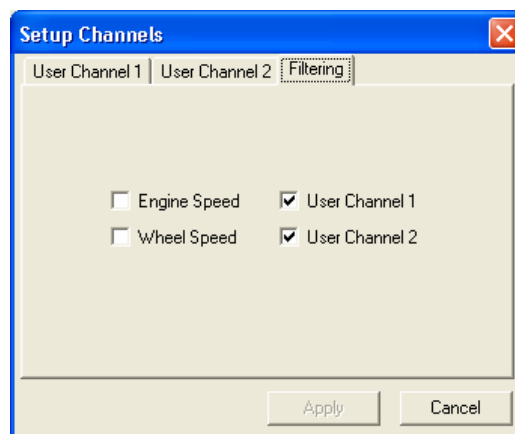 Setup Channels
User Channel 1 User Channel 2 Filtering
Engine Speed User Channel 1
Wheel Speed User Channel 2
Apply Cancel